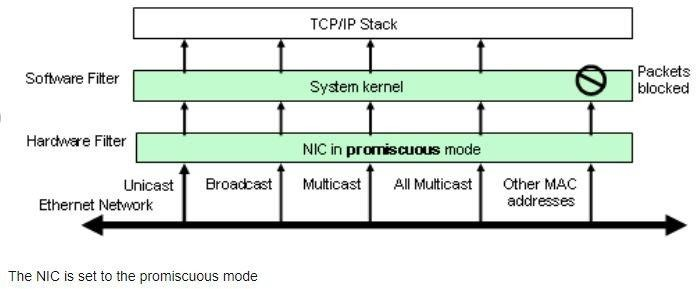 TCP/IP Stack
Software Filter
System kernel
Packets
blocked
Hardware Filter
NIC in promiscuous mode
Unicast
Broadcast
Multicast
All Multicast
Other MAC
addresses
Ethernet Network
The NIC is set to the promiscuous mode